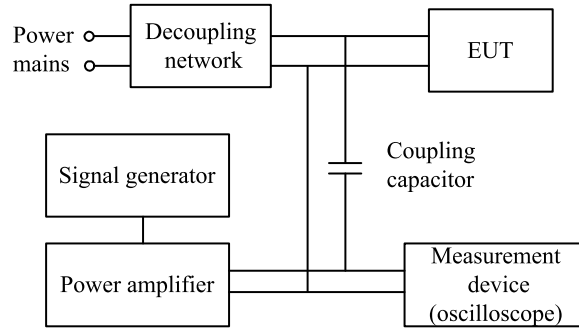 Power
mains
Decoupling
network
EUT
Signal generator
Coupling
capacitor
Power amplifier
Measurement
device
(oscilloscope)